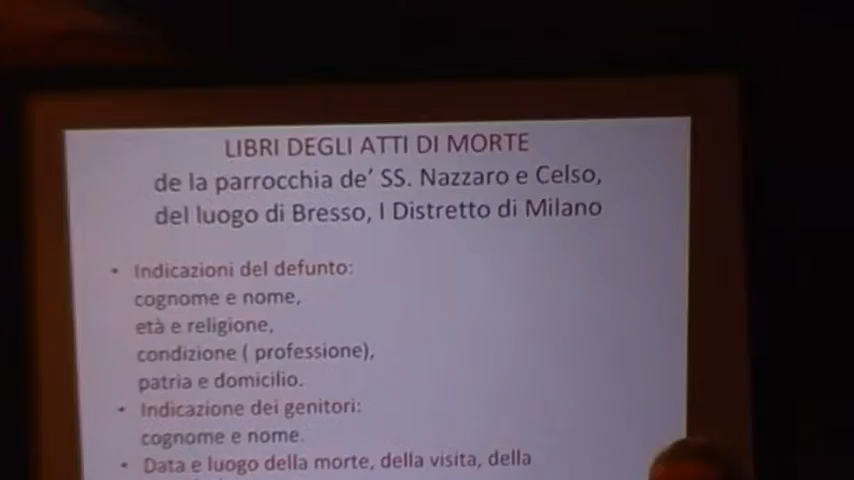 LIBRI DEGLI ATTI DI MORTE
de la parrocchia de’ SS. Nazzaro e Celso,
del luogo di Bresso, I Distretto di Milano
• Indicazioni del defunto:
cognome e nome,
età e religione,
condizione ( professione),
patria e domicilio.
• Indicazione dei genitori:
cognome e nome.
• Data e luogo della morte, della visita, della